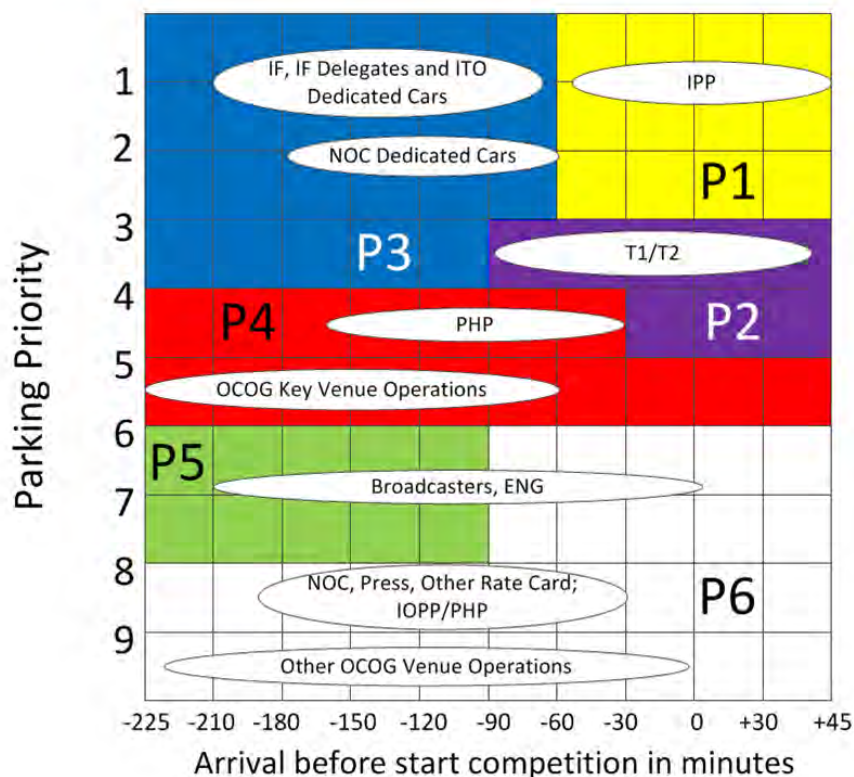 Parking Priority
1
IF, IF Delegates and ITO
Dedicated Cars
IPP
2
NOC Dedicated Cars
P1
3
P3
T1/T2
4
P4
PHP
P2
5
OCOG Key Venue Operations
6
P5
Broadcasters, ENG
7
8
NOC, Press, Other Rate Card;
IOPP/PHP
P6
9
Other OCOG Venue Operations
-225 -210 -180 -150 -120 -90 -60 -30 0 +30 +45
Arrival before start competition in minutes